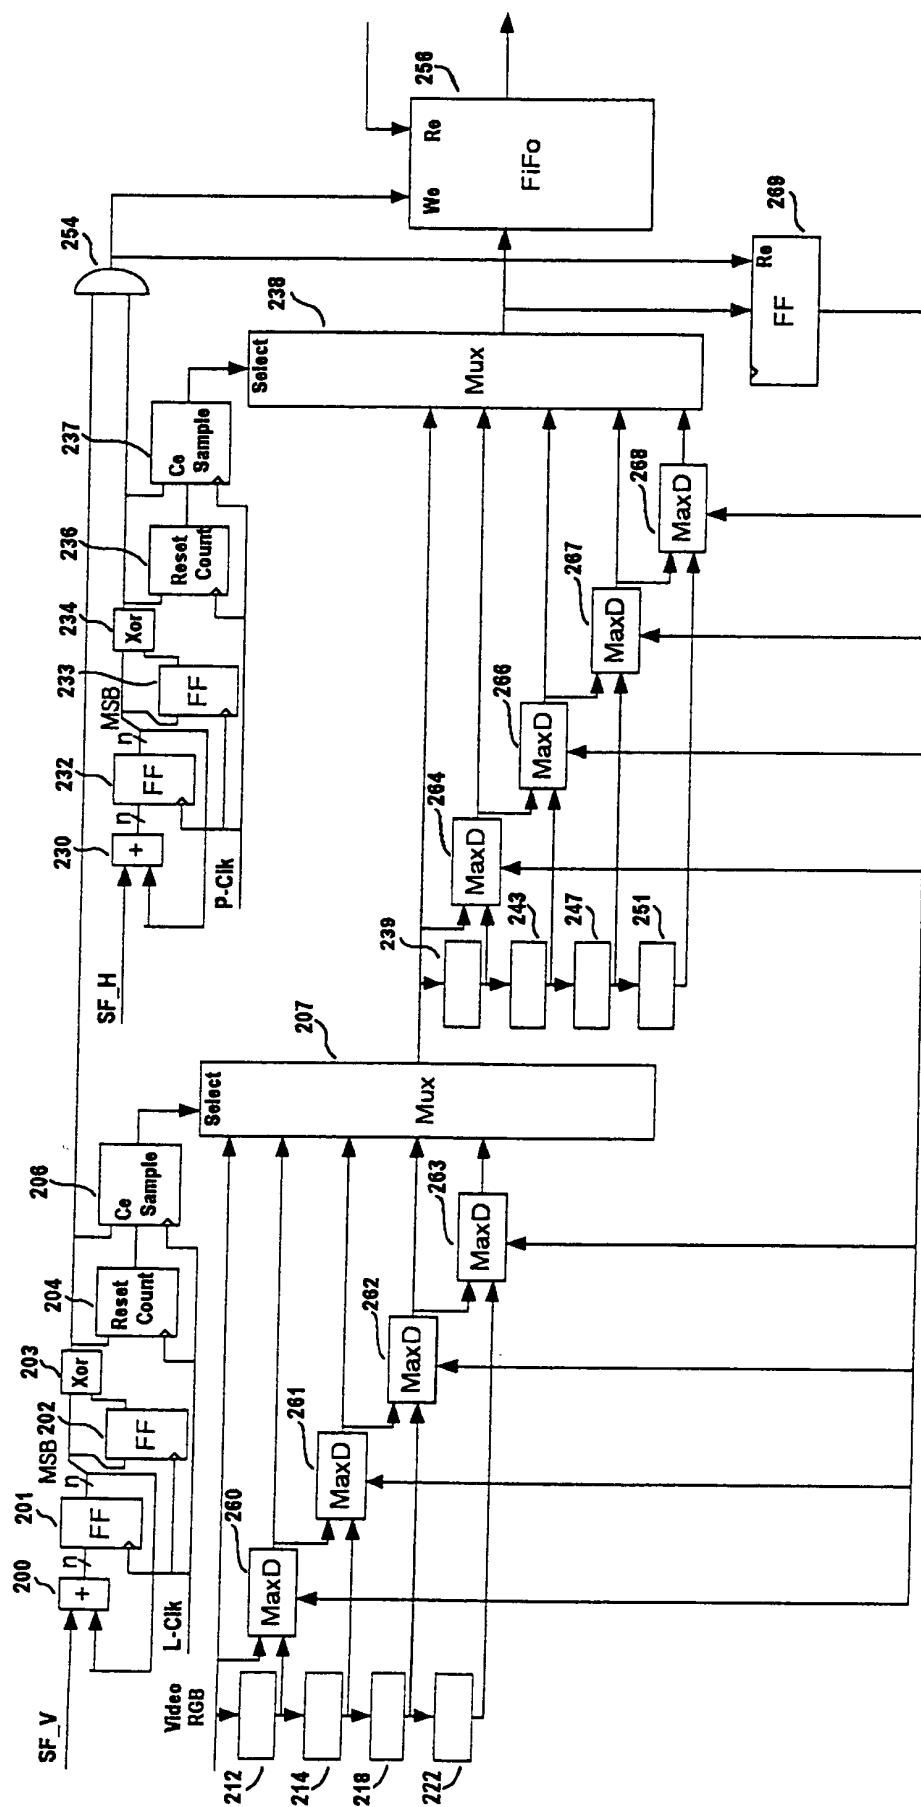 SF_V
200
+
η
201
FF
η
MSB
202
FF
203
Xor
204
Reset
Count
206
Ce
Sample
L-Clk
Video
RGB
212
214
218
222
260
MaxD
261
MaxD
262
MaxD
263
MaxD
207
Select
Mux
SF_H
230
+
η
232
FF
η
MSB
233
FF
234
Xor
236
Reset
Count
237
Ce
Sample
P-Clk
239
243
247
251
264
MaxD
266
MaxD
267
MaxD
268
MaxD
238
Select
Mux
254
256
We
Re
FiFo
269
Re
FF